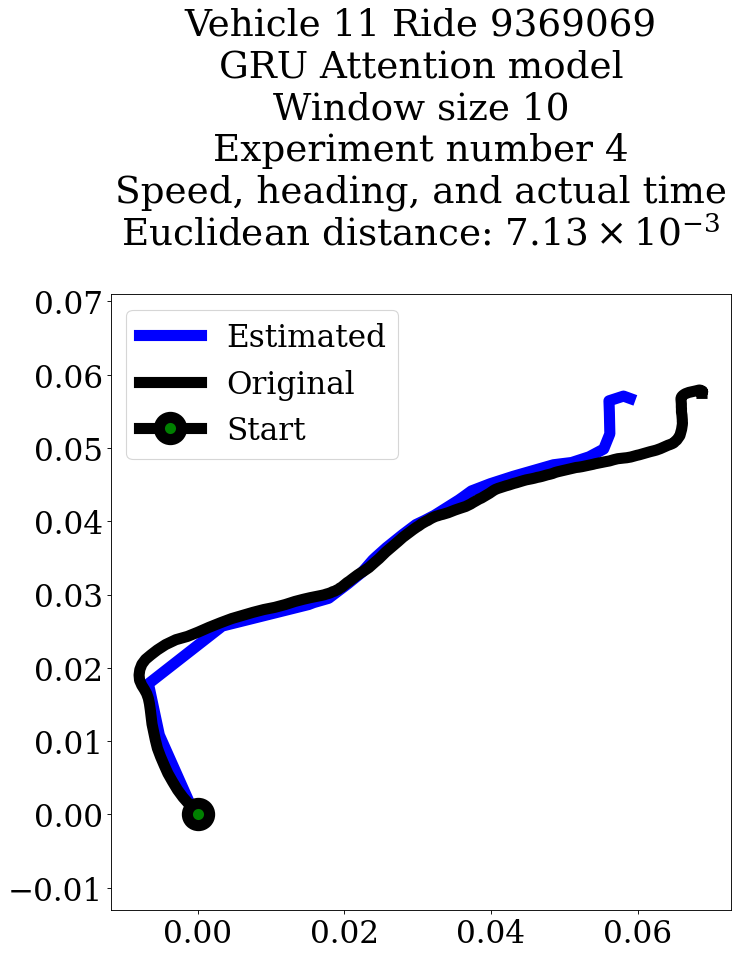 Vehicle 11 Ride 9369069
GRU Attention model
Window size 10
Experiment number 4
Speed, heading, and actual time
Euclidean distance: 7.13 × 10⁻³
0.07
0.06
0.05
0.04
0.03
0.02
0.01
0.00
−0.01
Estimated
Original
Start
0.00 0.02 0.04 0.06